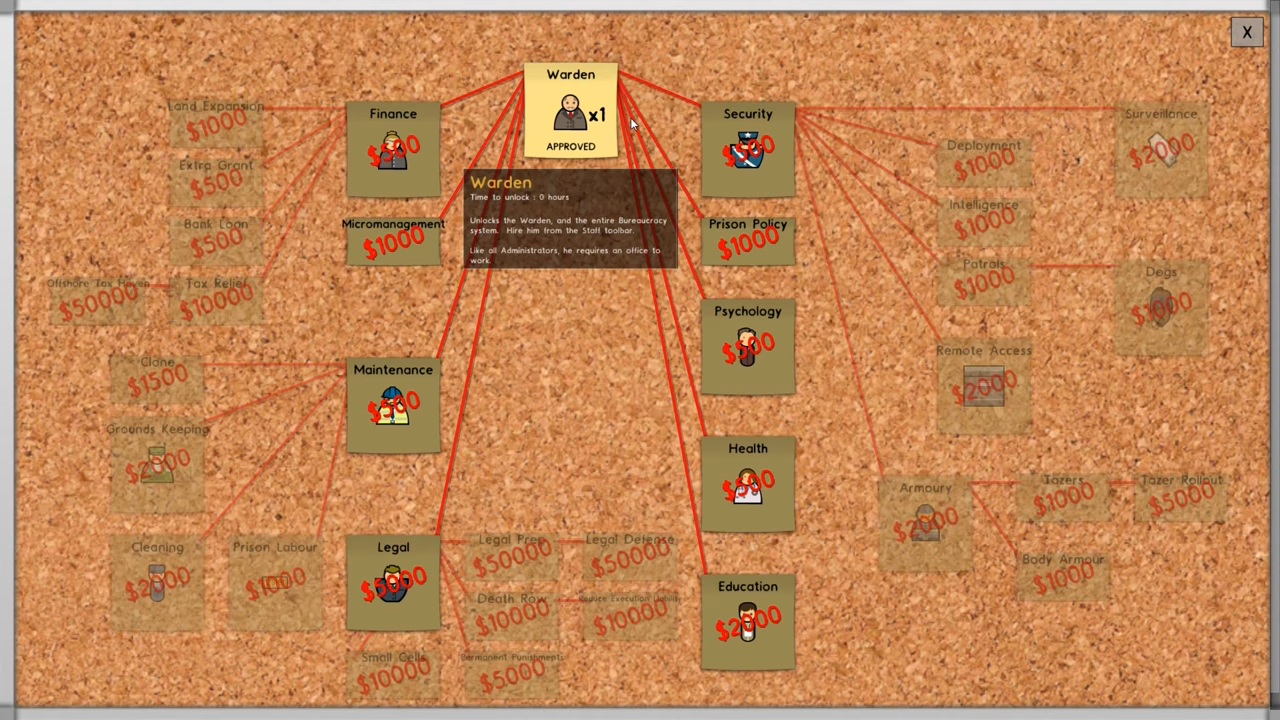 X
Warden
x1
APPROVED
Warden
Time to unlock : 0 hours
Unlocks the Warden, and the entire Bureaucracy
system. Hire him from the Staff toolbar.
Like all Administrators, he requires an office to
work.
Land Expansion
$1000
Extra Grant
$500
Bank Loan
$500
Offshore Tax Haven
$50000
Tax Relief
$10000
Finance
$500
Micromanagement
$1000
Clone
$1500
Grounds Keeping
$2000
Cleaning
$2000
Prison Labour
$1000
Maintenance
$500
Legal
$5000
Legal Prep
$50000
Legal Defense
$50000
Death Row
$10000
Reduce Execution Liability
$10000
Small Cells
$10000
Permanent Punishments
$5000
Security
$500
Prison Policy
$1000
Psychology
$500
Health
$500
Education
$2000
Deployment
$1000
Intelligence
$1000
Patrols
$1000
Remote Access
$2000
Surveillance
$2000
Dogs
$1000
Armoury
$2000
Tazers
$1000
Tazer Rollout
$5000
Body Armour
$1000